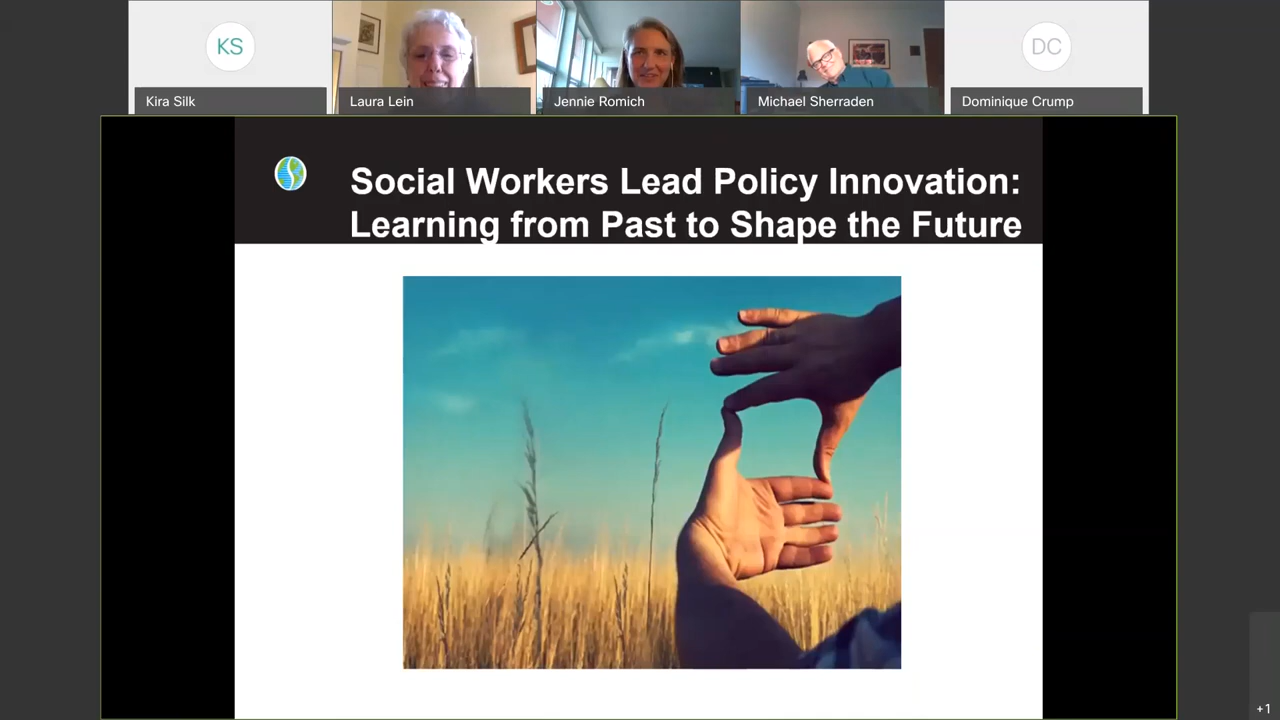 KS
Kira Silk
Laura Lein
Jennie Romich
Michael Sherraden
DC
Dominique Crump
Social Workers Lead Policy Innovation:
Learning from Past to Shape the Future
+1